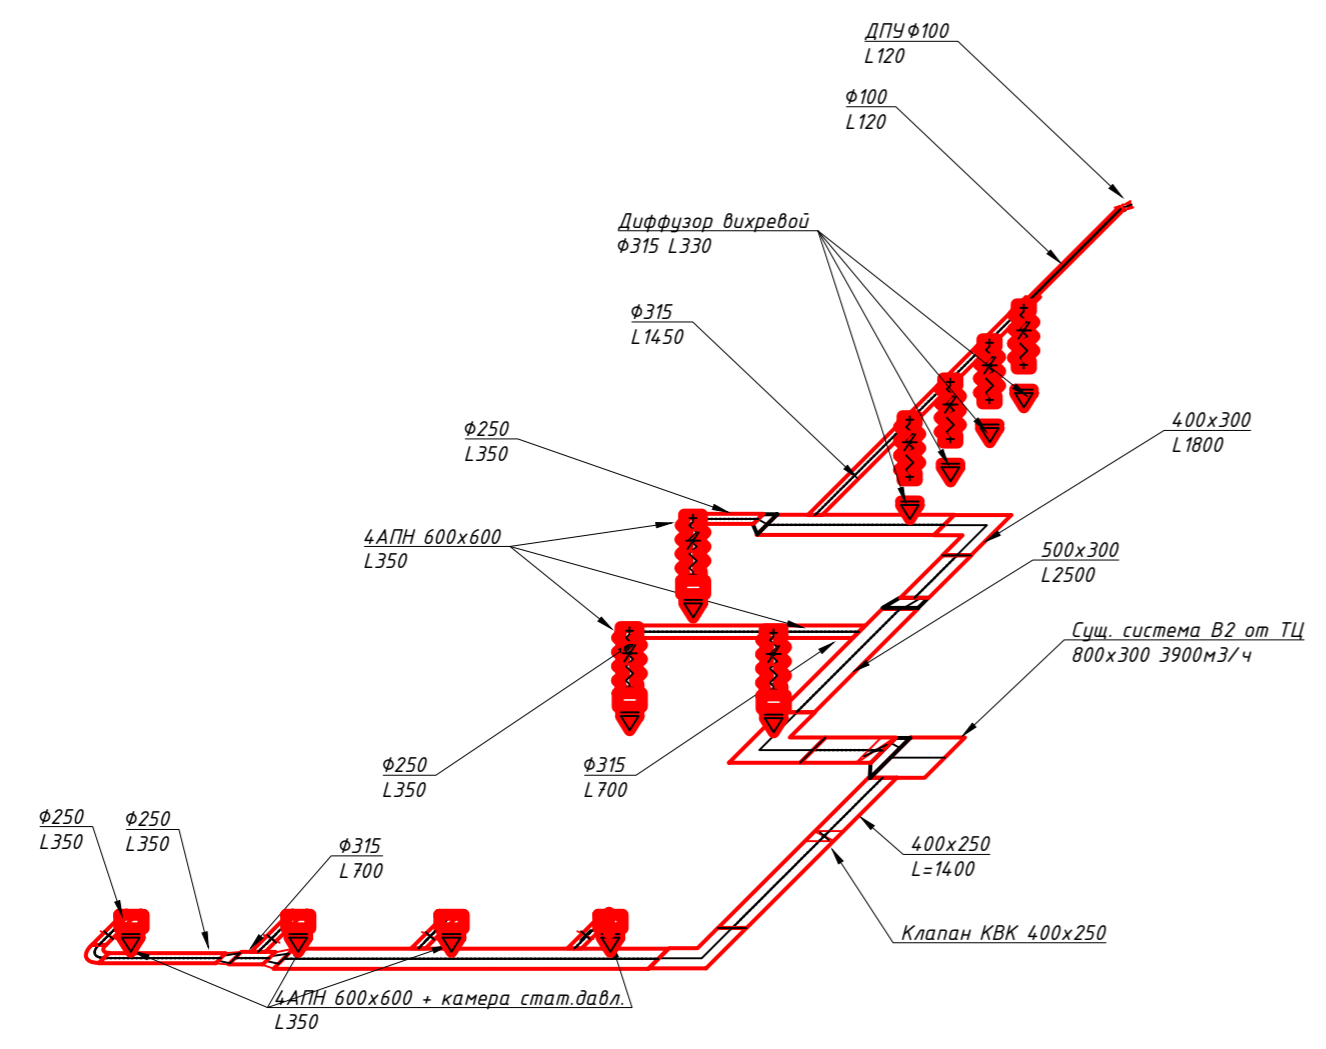 ДПУ Ф100
L120
Ф100
L120
Диффузор вихревой
Ф315 L330
Ф315
L1450
Ф250
L350
400х300
L1800
4АПН 600х600
L350
500х300
L2500
Сущ. система В2 от ТЦ
800х300 3900м3/ч
Ф250
L350
Ф315
L700
Ф250
L350
Ф250
L350
Ф315
L700
400х250
L=1400
Клапан КВК 400х250
4АПН 600х600 + камера стат.давл.
L350